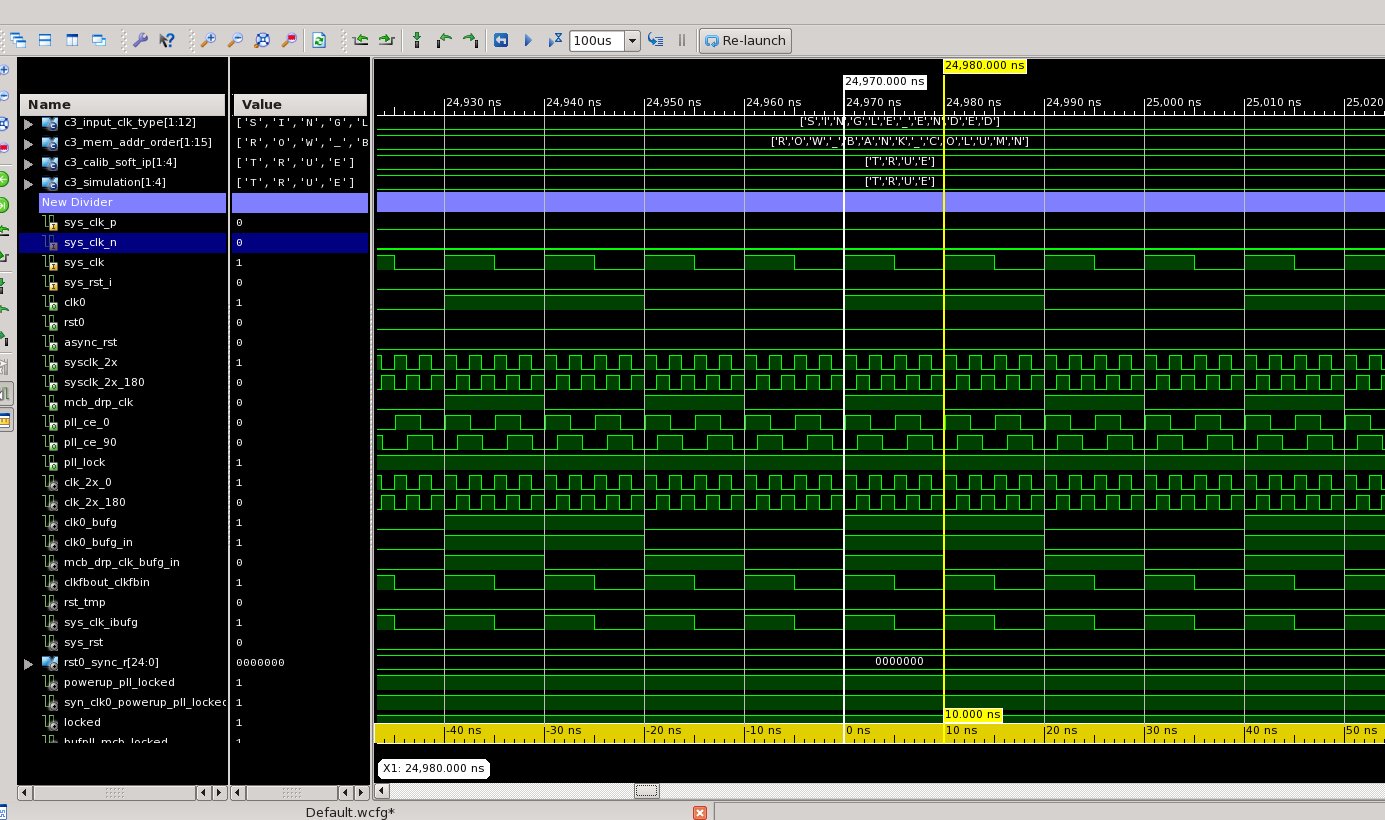 100us
Re-launch
24,980.000 ns
24,970.000 ns
Name
Value
24,930 ns
24,940 ns
24,950 ns
24,960 ns
24,970 ns
24,980 ns
24,990 ns
25,000 ns
25,010 ns
25,020
c3_input_clk_type[1:12]
['S','I','N','G','L
['S','I','N','G','L','E','_','E','N','D','E','D']
c3_mem_addr_order[1:15]
['R','O','W','_','B
['R','O','W','_','B','A','N','K','_','C','O','L','U','M','N']
c3_calib_soft_ip[1:4]
['T','R','U','E']
['T','R','U','E']
c3_simulation[1:4]
['T','R','U','E']
['T','R','U','E']
New Divider
sys_clk_p 0
sys_clk_n 0
sys_clk 1
sys_rst_i 0
clk0 1
rst0 0
async_rst 0
sysclk_2x 1
sysclk_2x_180 0
mcb_drp_clk 0
pll_ce_0 0
pll_ce_90 0
pll_lock 1
clk_2x_0 1
clk_2x_180 0
clk0_bufg 1
clk0_bufg_in 1
mcb_drp_clk_bufg_in 0
clkfbout_clkfbin 1
rst_tmp 0
sys_clk_ibufg 1
sys_rst 0
rst0_sync_r[24:0] 0000000 0000000
powerup_pll_locked 1
syn_clk0_powerup_pll_locked 1
locked 1
10.000 ns
bufpll_mcb_locked 1
-40 ns
-30 ns
-20 ns
-10 ns
0 ns
10 ns
20 ns
30 ns
40 ns
50 ns
X1: 24,980.000 ns
Default.wcfg*